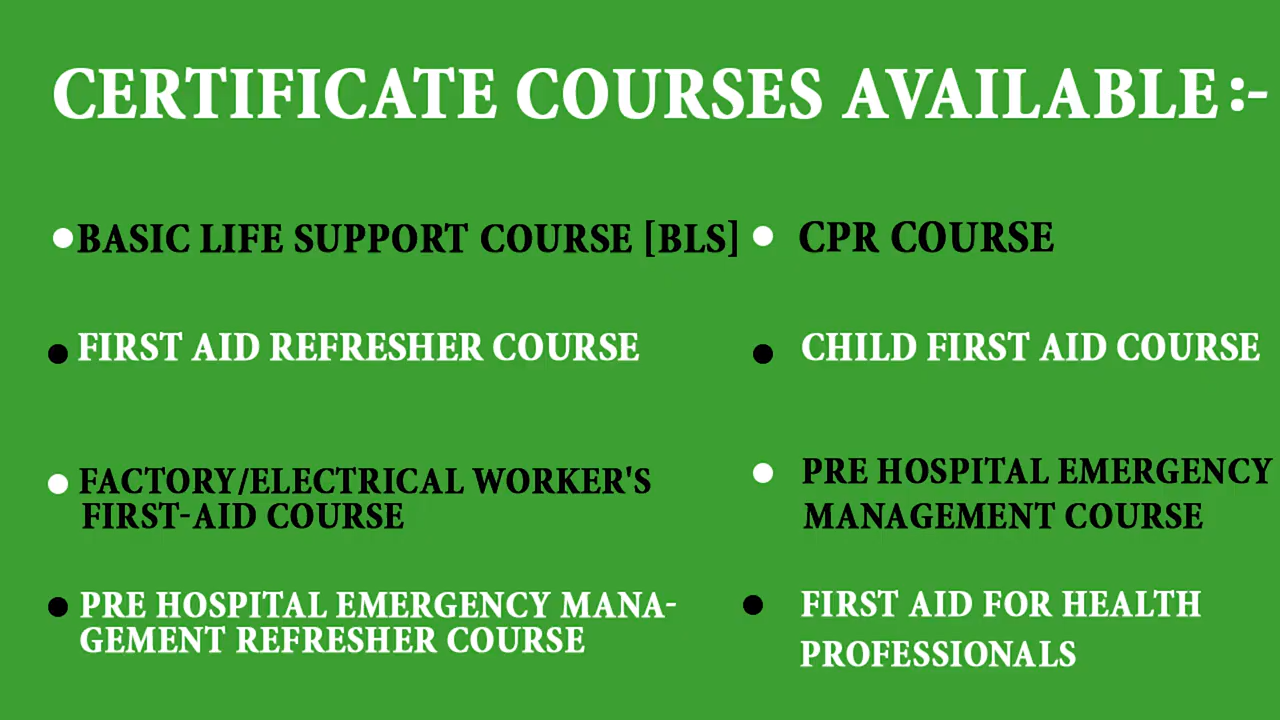 CERTIFICATE COURSES AVAILABLE:-
•BASIC LIFE SUPPORT COURSE [BLS]
• CPR COURSE
• FIRST AID REFRESHER COURSE
• CHILD FIRST AID COURSE
• FACTORY/ELECTRICAL WORKER'S
FIRST-AID COURSE
• PRE HOSPITAL EMERGENCY
MANAGEMENT COURSE
• PRE HOSPITAL EMERGENCY MANA-
GEMENT REFRESHER COURSE
• FIRST AID FOR HEALTH
PROFESSIONALS